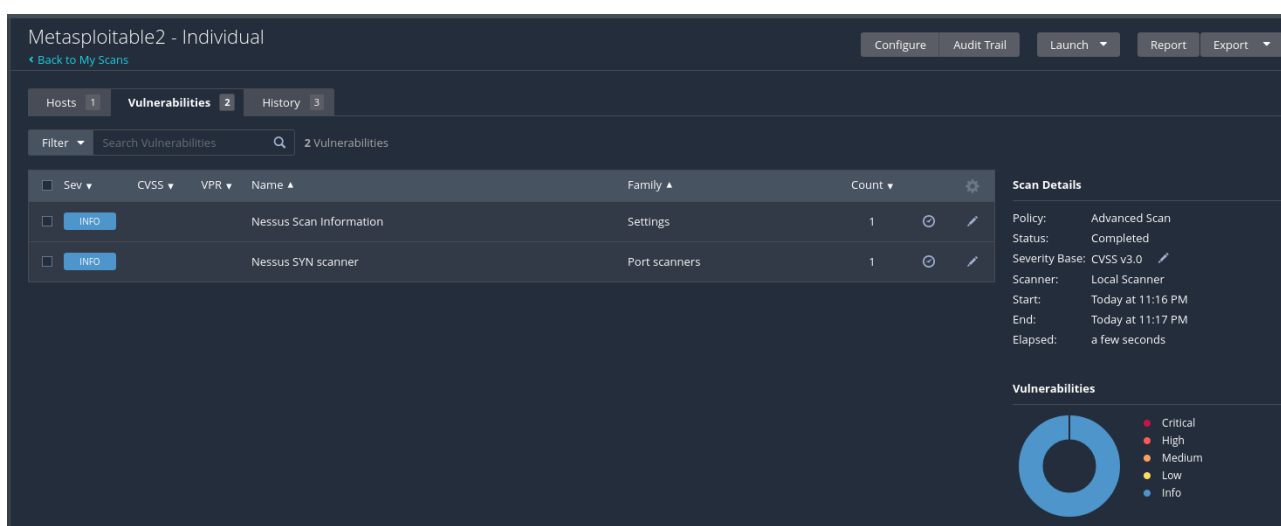 Metasploitable2 - Individual
Back to My Scans
Configure Audit Trail Launch Report Export
Hosts 1 Vulnerabilities 2 History 3
Filter Search Vulnerabilities 2 Vulnerabilities
Sev CVSS VPR Name Family Count
INFO Nessus Scan Information Settings 1
INFO Nessus SYN scanner Port scanners 1
Scan Details
Policy: Advanced Scan
Status: Completed
Severity Base: CVSS v3.0
Scanner: Local Scanner
Start: Today at 11:16 PM
End: Today at 11:17 PM
Elapsed: a few seconds
Vulnerabilities
Critical
High
Medium
Low
Info